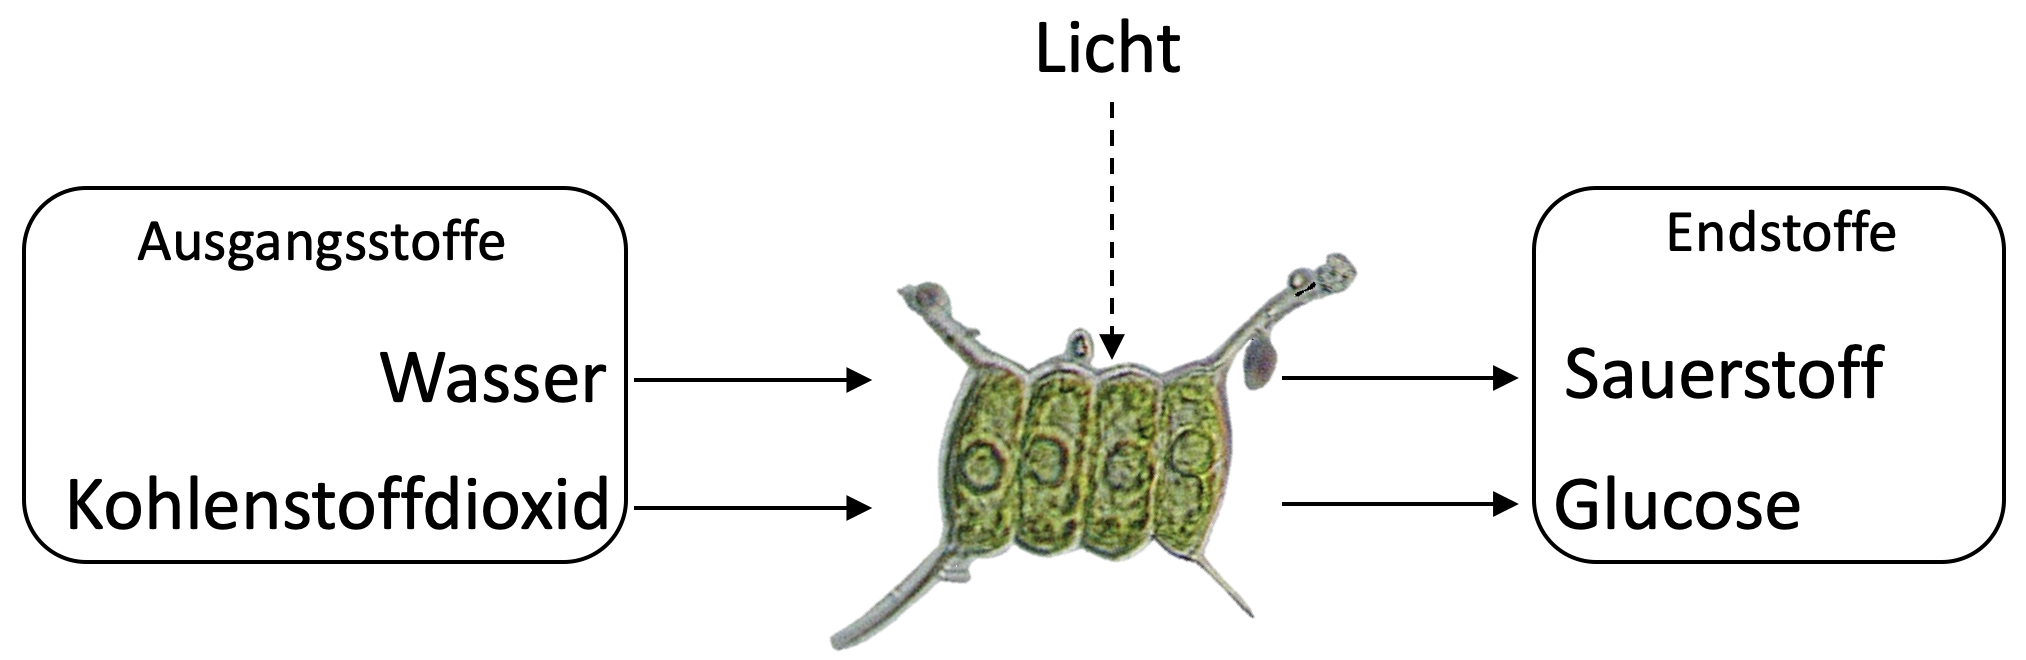 Licht
Ausgangsstoffe
Wasser
Kohlenstoffdioxid
Endstoffe
Sauerstoff
Glucose